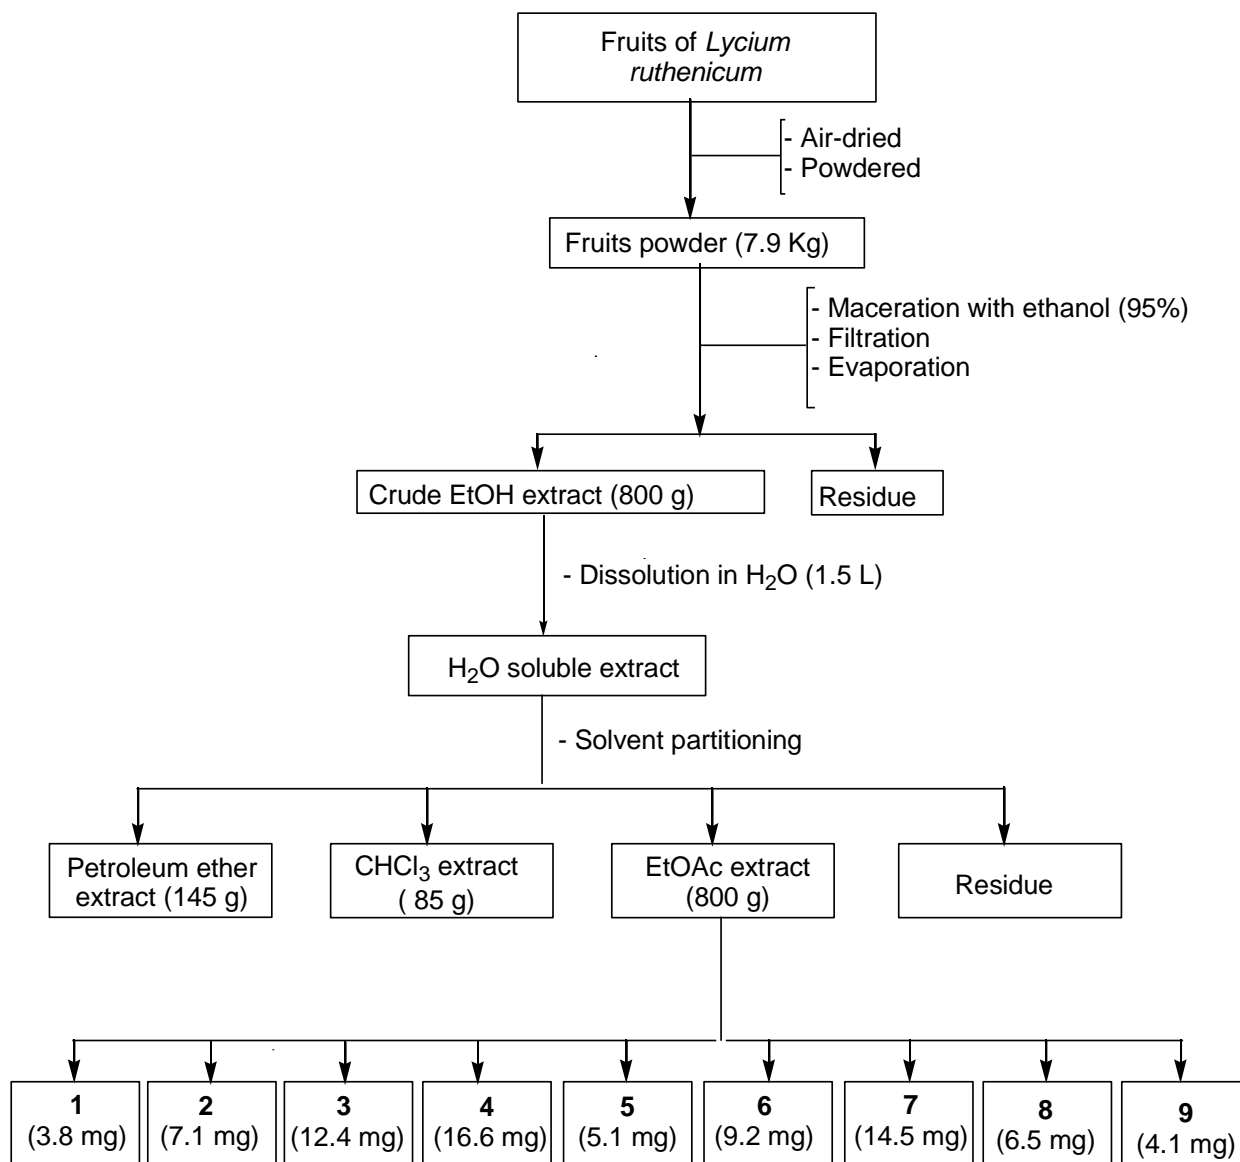 Fruits of Lycium
ruthenicum
- Air-dried
- Powdered
Fruits powder (7.9 Kg)
- Maceration with ethanol (95%)
- Filtration
- Evaporation
Crude EtOH extract (800 g)
Residue
- Dissolution in H2O (1.5 L)
H2O soluble extract
- Solvent partitioning
Petroleum ether
extract (145 g)
CHCl3 extract
( 85 g)
EtOAc extract
(800 g)
Residue
1
(3.8 mg)
2
(7.1 mg)
3
(12.4 mg)
4
(16.6 mg)
5
(5.1 mg)
6
(9.2 mg)
7
(14.5 mg)
8
(6.5 mg)
9
(4.1 mg)